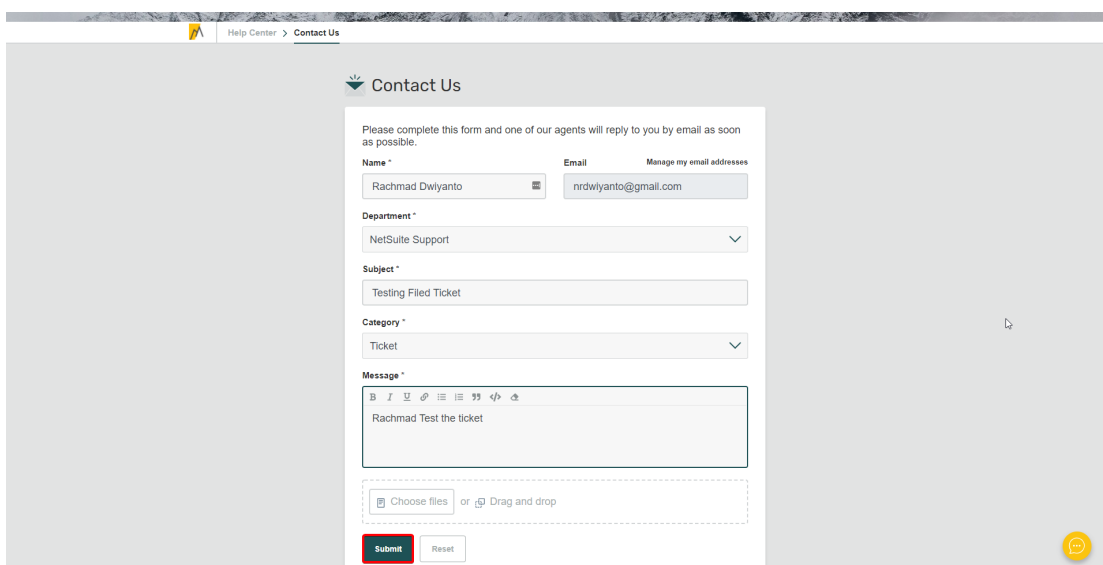 Help Center > Contact Us
Contact Us
Please complete this form and one of our agents will reply to you by email as soon
as possible.
Name * Email Manage my email addresses
Rachmad Dwiyanto nrdwiyanto@gmail.com
Department *
NetSuite Support
Subject *
Testing Filed Ticket
Category *
Ticket
Message *
B I U
Rachmad Test the ticket
Choose files or Drag and drop
Submit Reset